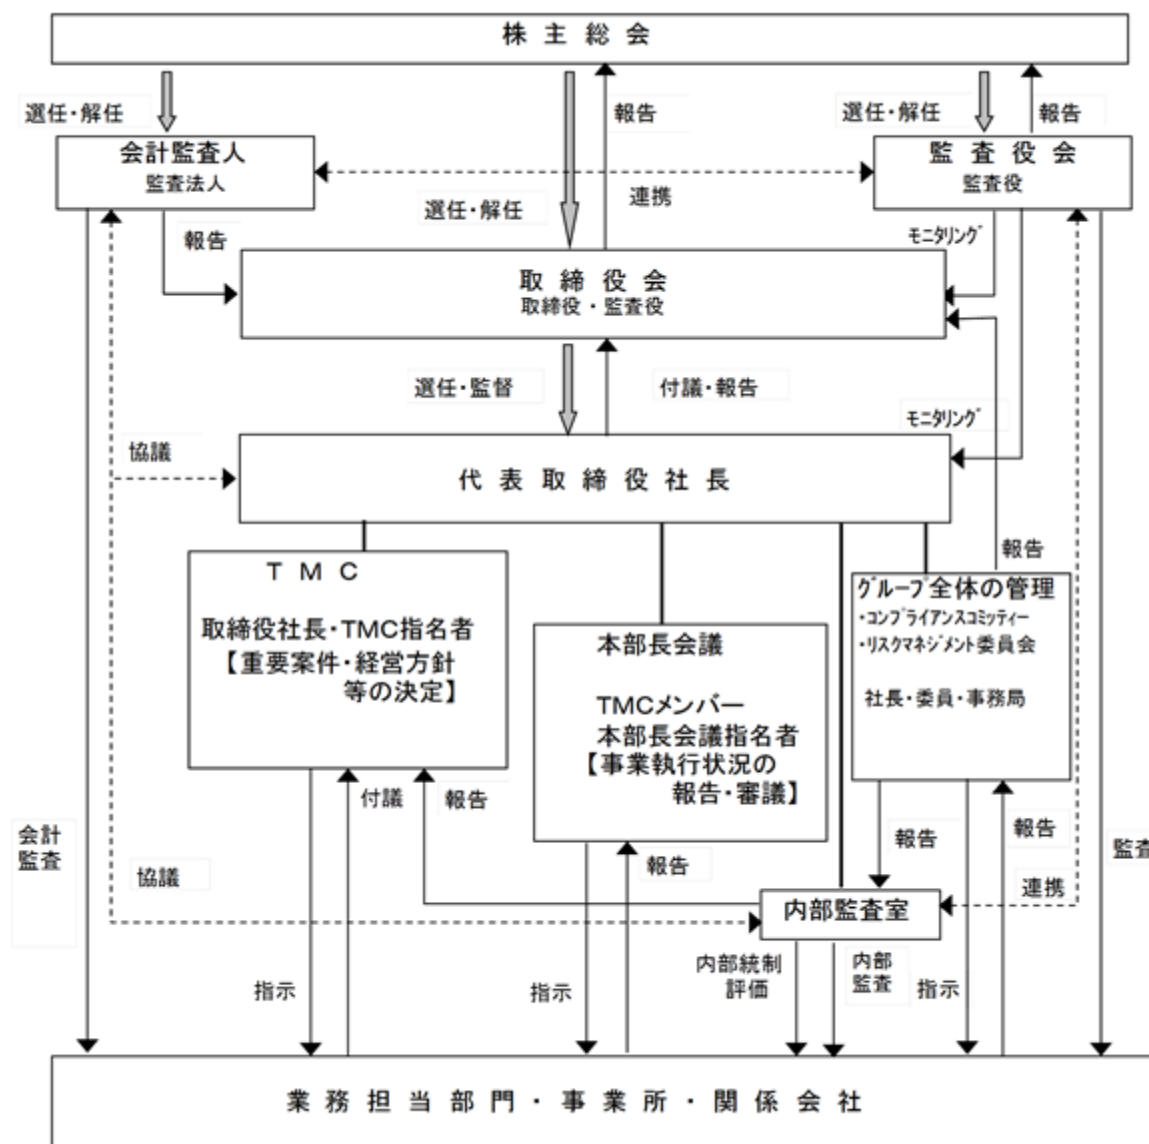 株主総会
選任・解任
報告
選任・解任
報告
会計監査人
監査法人
監査役会
監査役
連携
選任・解任
報告
モニタリング
取締役会
取締役・監査役
選任・監督
付議・報告
モニタリング
協議
代表取締役社長
報告
TMC
取締役社長・TMC指名者
【重要案件・経営方針
等の決定】
本部長会議
TMCメンバー
本部長会議指名者
【事業執行状況の
報告・審議】
グループ全体の管理
・コンプライアンスコミッティー
・リスクマネジメント委員会
社長・委員・事務局
付議
報告
会計
監査
協議
報告
報告
報告
監査
連携
内部監査室
指示
指示
内部統制
評価
内部
監査
指示
業務担当部門・事業所・関係会社